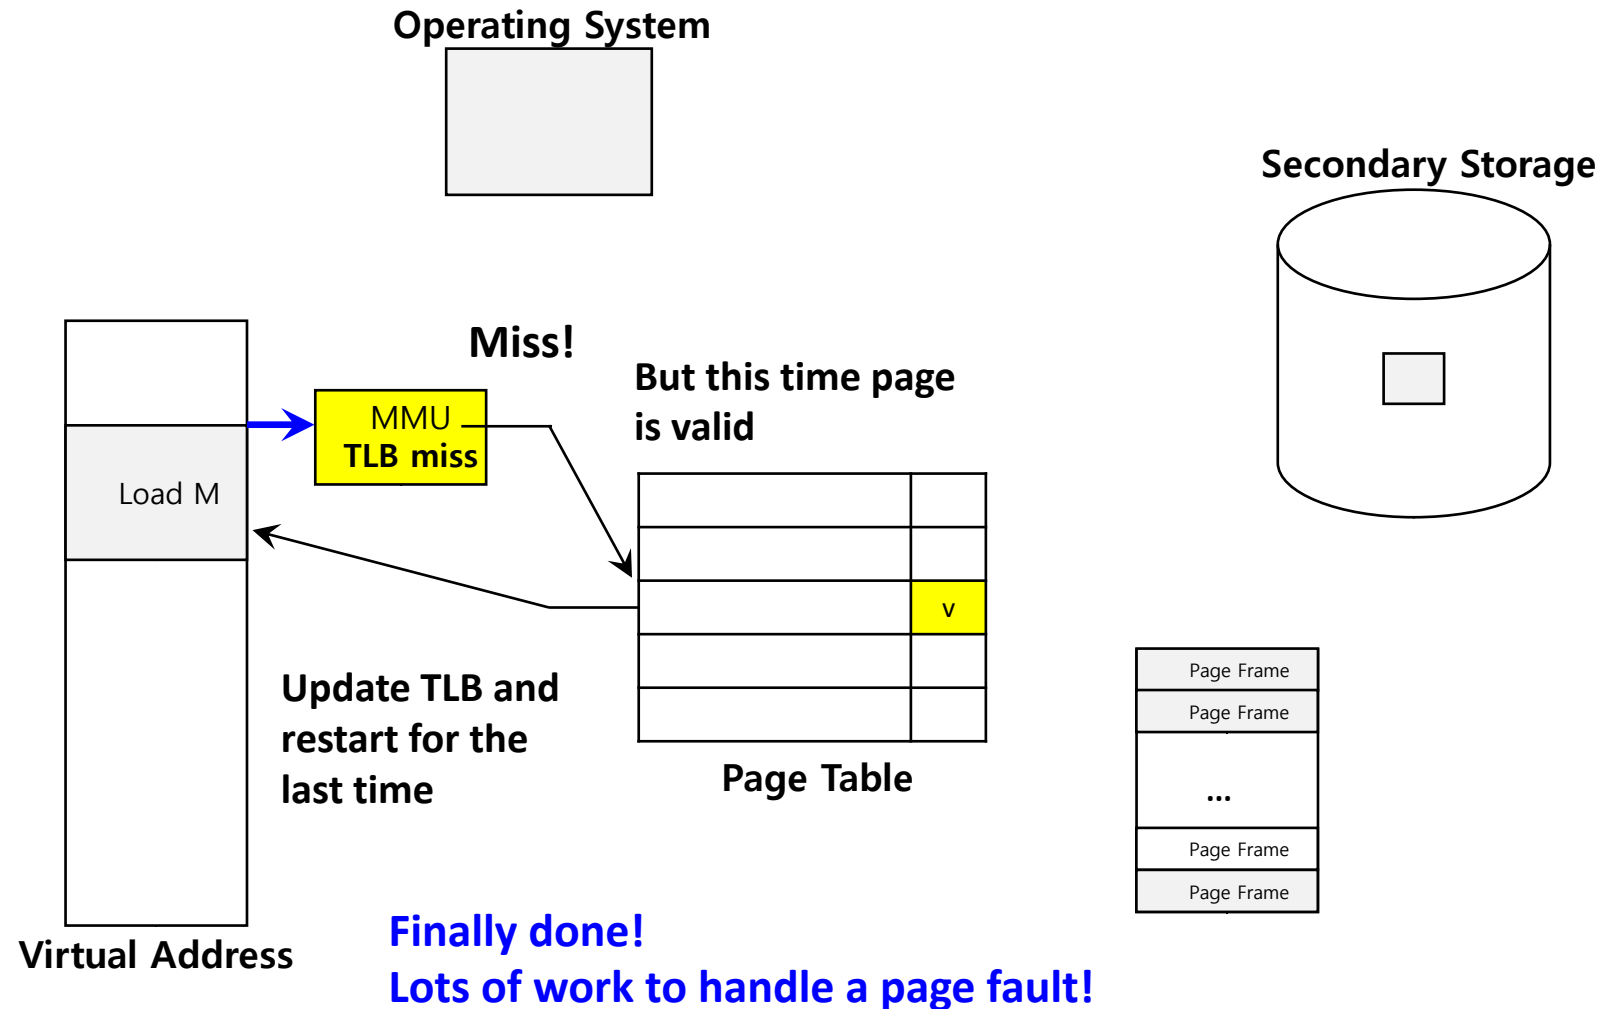 Operating System
Secondary Storage
Miss!
But this time page
is valid
MMU
TLB miss
Load M
v
Update TLB and
restart for the
last time
Page Table
Page Frame
Page Frame
...
Page Frame
Page Frame
Virtual Address
Finally done!
Lots of work to handle a page fault!